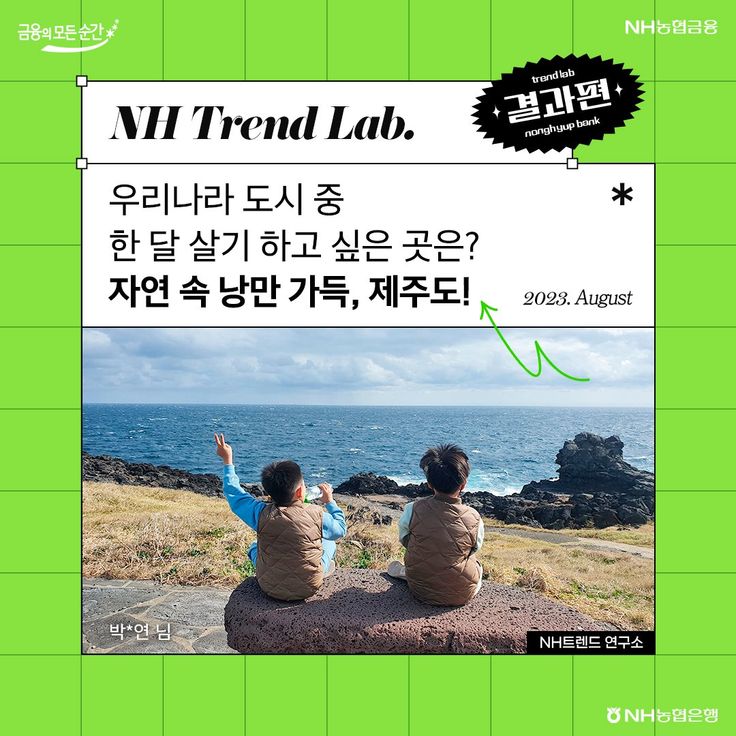 금융의 모든 순간
NH농협금융
NH Trend Lab.
trend lab
결과편
nonghyup bank
우리나라 도시 중
한 달 살기 하고 싶은 곳은?
자연 속 낭만 가득, 제주도!
*
2023. August
박*연 님
NH트렌드 연구소
NH농협은행